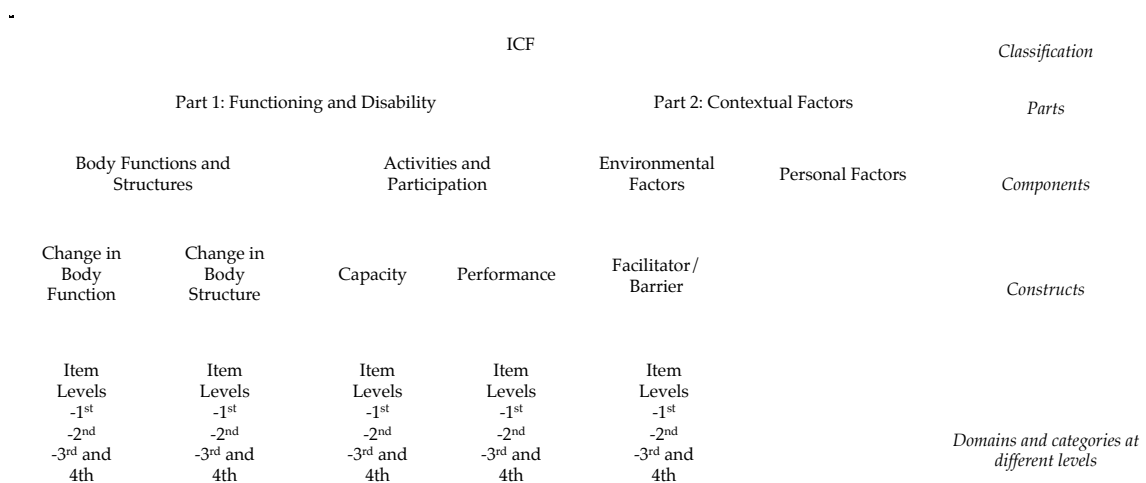 ICF
Classification
Part 1: Functioning and Disability
Part 2: Contextual Factors
Parts
Body Functions and
Structures
Activities and
Participation
Environmental
Factors
Personal Factors
Components
Change in
Body
Function
Change in
Body
Structure
Capacity
Performance
Facilitator/
Barrier
Constructs
Item
Levels
-1st
-2nd
-3rd and
4th
Item
Levels
-1st
-2nd
-3rd and
4th
Item
Levels
-1st
-2nd
-3rd and
4th
Item
Levels
-1st
-2nd
-3rd and
4th
Item
Levels
-1st
-2nd
-3rd and
4th
Domains and categories at
different levels